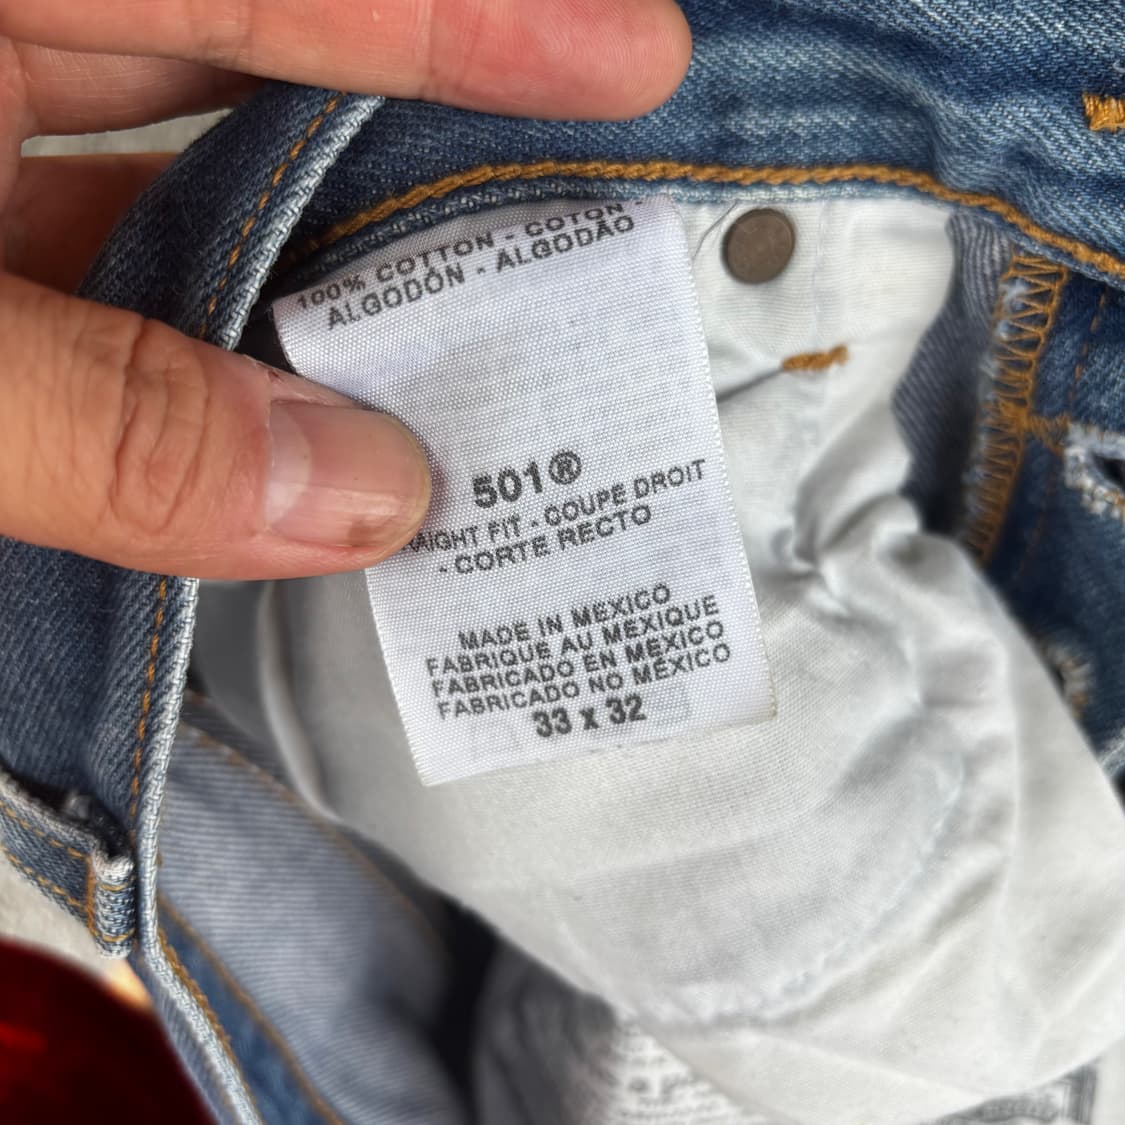 100% COTTON - COTON -
ALGODÓN - ALGODÃO
501®
FIT - COUPE DROIT
- CORTE RECTO
MADE IN MEXICO
FABRIQUE AU MEXIQUE
FABRICADO EN MEXICO
FABRICADO NO MÉXICO
33 x 32